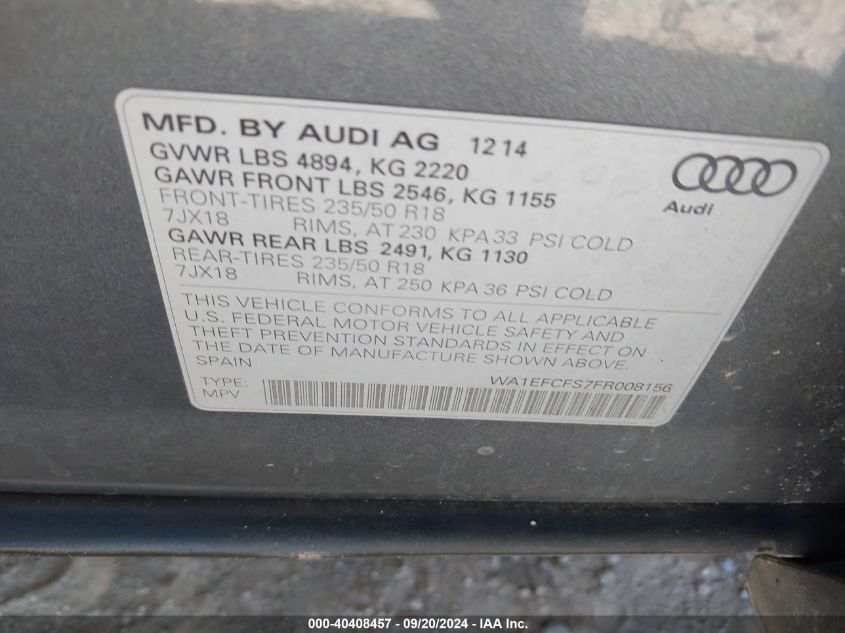 MFD. BY AUDI AG 12 14
GVWR LBS 4894, KG 2220
GAWR FRONT LBS 2546, KG 1155
FRONT-TIRES 235/50 R18
7JX18 RIMS, AT 230 KPA 33 PSI COLD
GAWR REAR LBS 2491, KG 1130
REAR-TIRES 235/50 R18
7JX18 RIMS, AT 250 KPA 36 PSI COLD
Audi
THIS VEHICLE CONFORMS TO ALL APPLICABLE
U.S. FEDERAL MOTOR VEHICLE SAFETY AND
THEFT PREVENTION STANDARDS IN EFFECT ON
THE DATE OF MANUFACTURE SHOWN ABOVE.
SPAIN
WA1EFCFS7FR008156
TYPE:
MPV
000-40408457 - 09/20/2024 - IAA Inc.